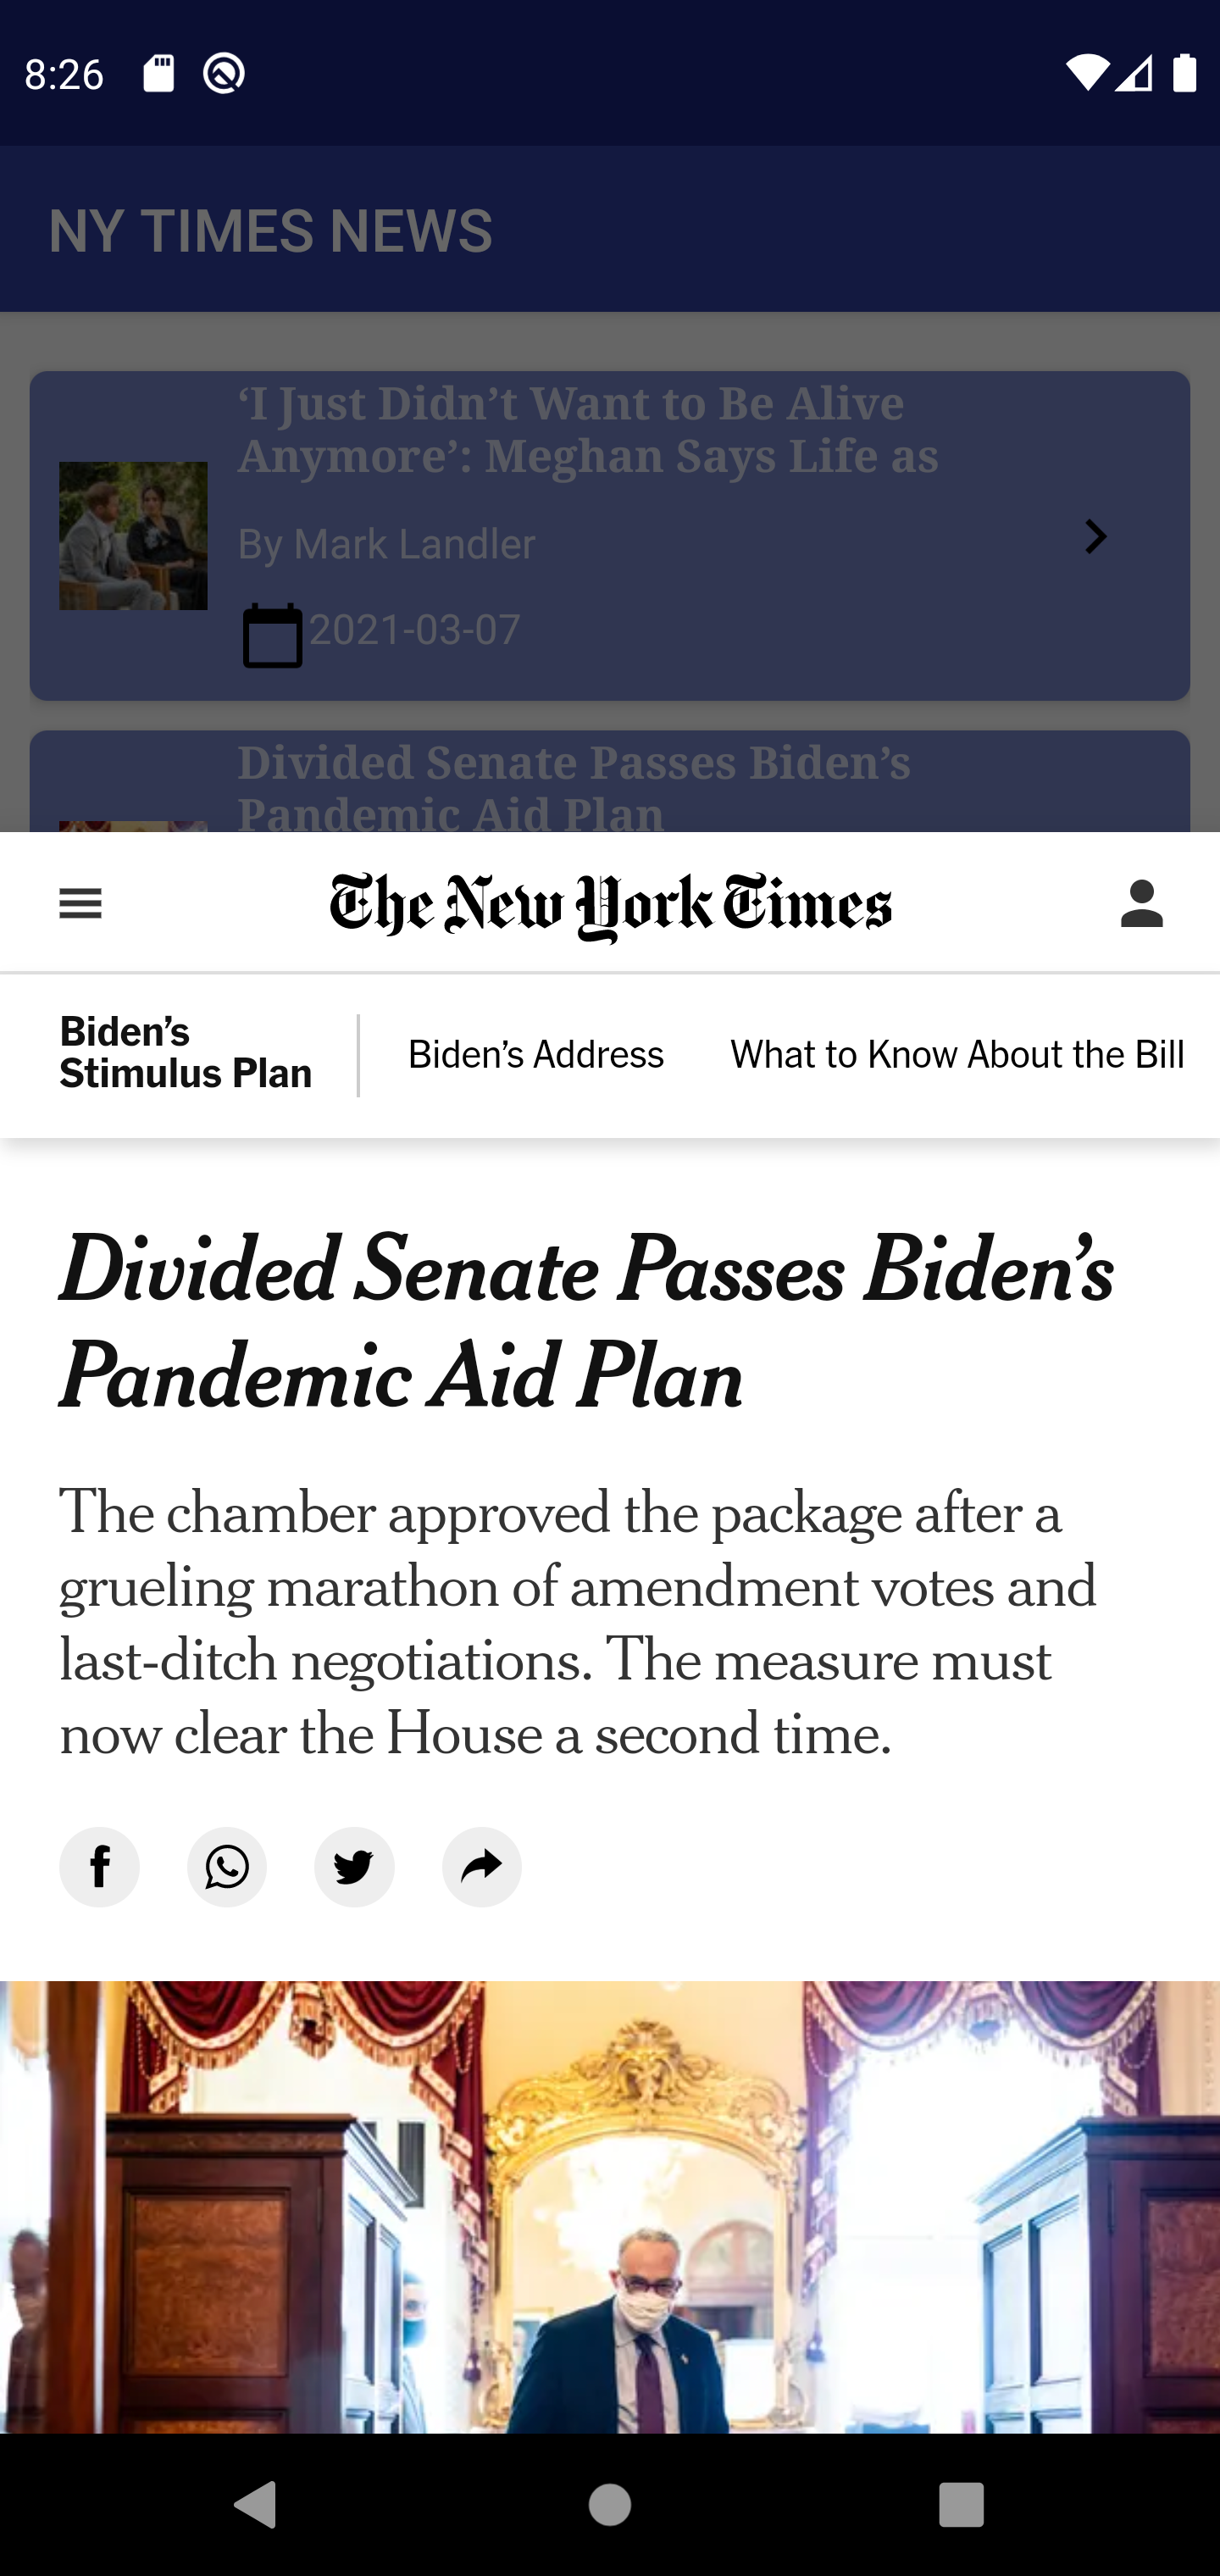 8:26
NY TIMES NEWS
‘I Just Didn’t Want to Be Alive
Anymore’: Meghan Says Life as
By Mark Landler
2021-03-07
Divided Senate Passes Biden’s
Pandemic Aid Plan
The New York Times
Biden’s
Stimulus Plan
Biden’s Address
What to Know About the Bill
Divided Senate Passes Biden’s
Pandemic Aid Plan
The chamber approved the package after a
grueling marathon of amendment votes and
last-ditch negotiations. The measure must
now clear the House a second time.